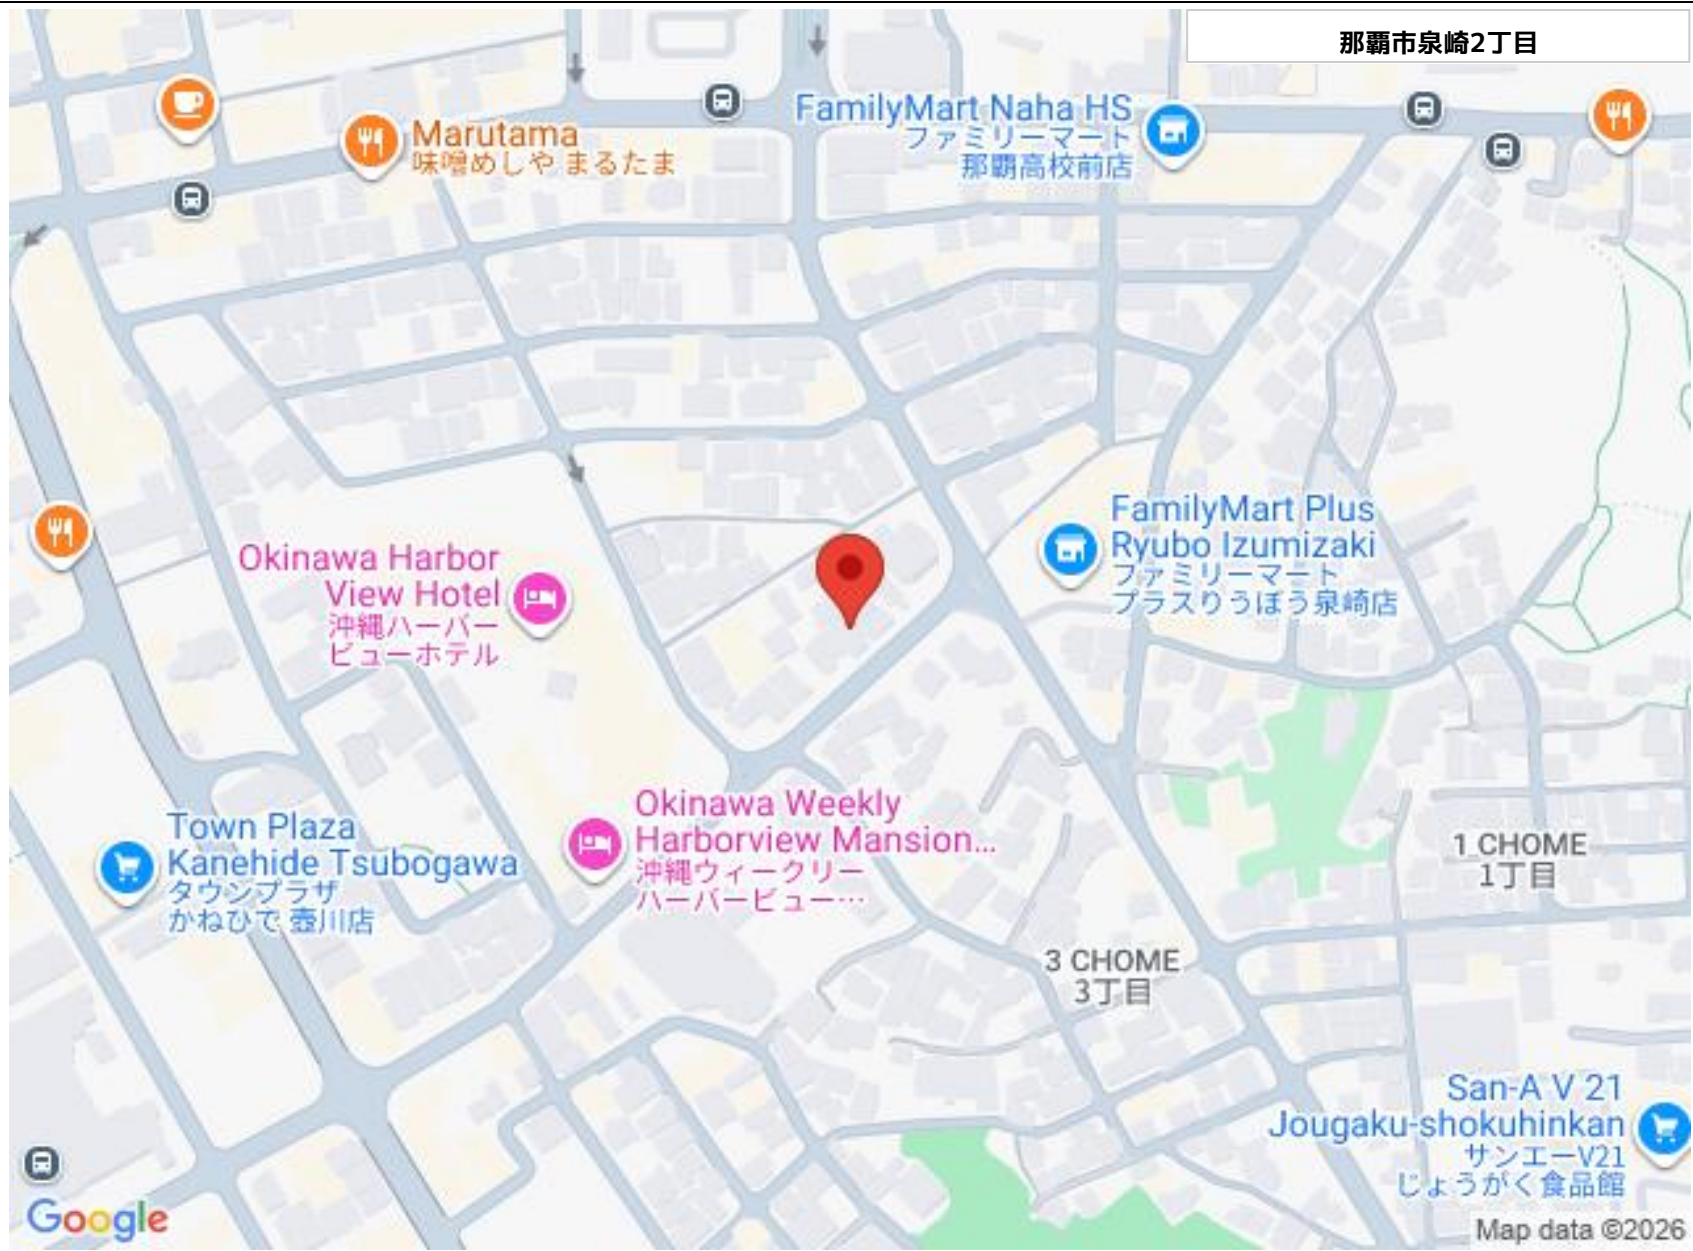 那覇市泉崎2丁目
FamilyMart Naha HS
ファミリーマート
那覇高校前店
Marutama
味噌めしや まるたま
FamilyMart Plus
Ryubo Izumizaki
ファミリーマート
プラスりうぼう泉崎店
Okinawa Harbor
View Hotel
沖縄ハーバー
ビューホテル
Okinawa Weekly
Harborview Mansion...
沖縄ウィークリー
ハーバービュー…
Town Plaza
Kanehide Tsubogawa
タウンプラザ
かねひで 壺川店
1 CHOME
1丁目
3 CHOME
3丁目
San-A V 21
Jougaku-shokuhinkan
サンエーV21
じょうがく食品館
Google
Map data ©2026